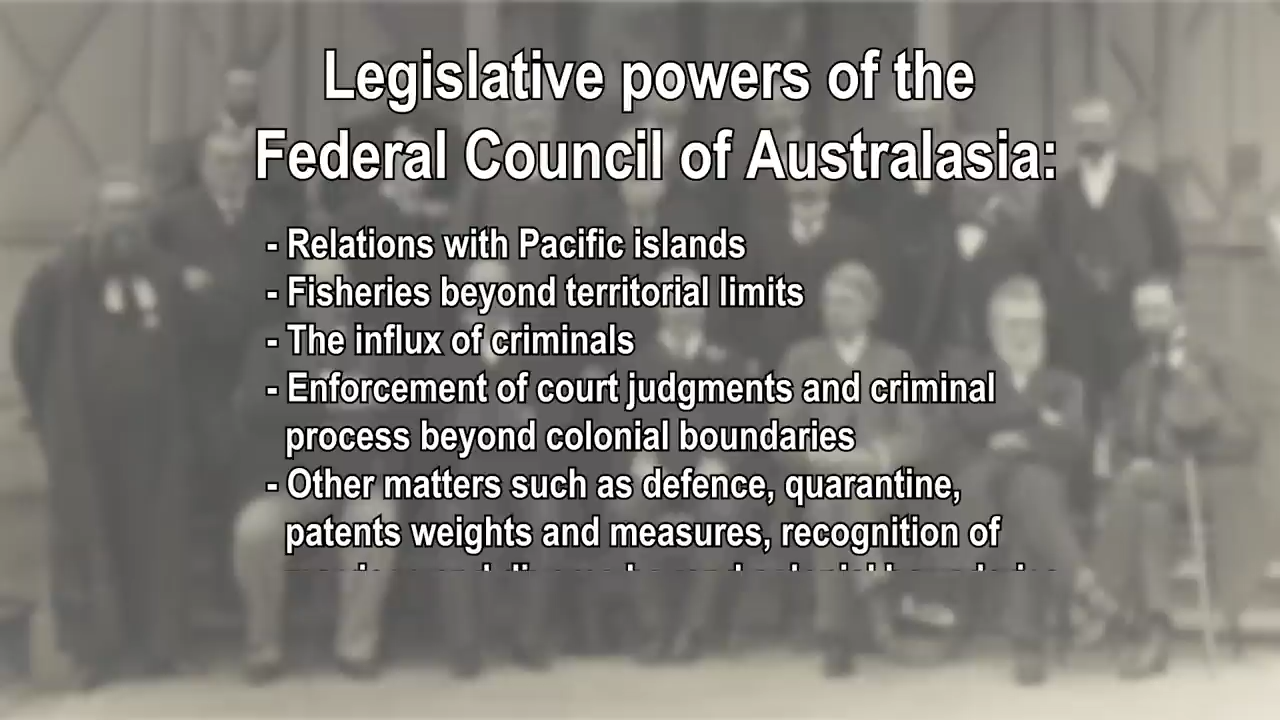 Legislative powers of the
Federal Council of Australasia:
- Relations with Pacific islands
- Fisheries beyond territorial limits
- The influx of criminals
- Enforcement of court judgments and criminal
process beyond colonial boundaries
- Other matters such as defence, quarantine,
patents weights and measures, recognition of